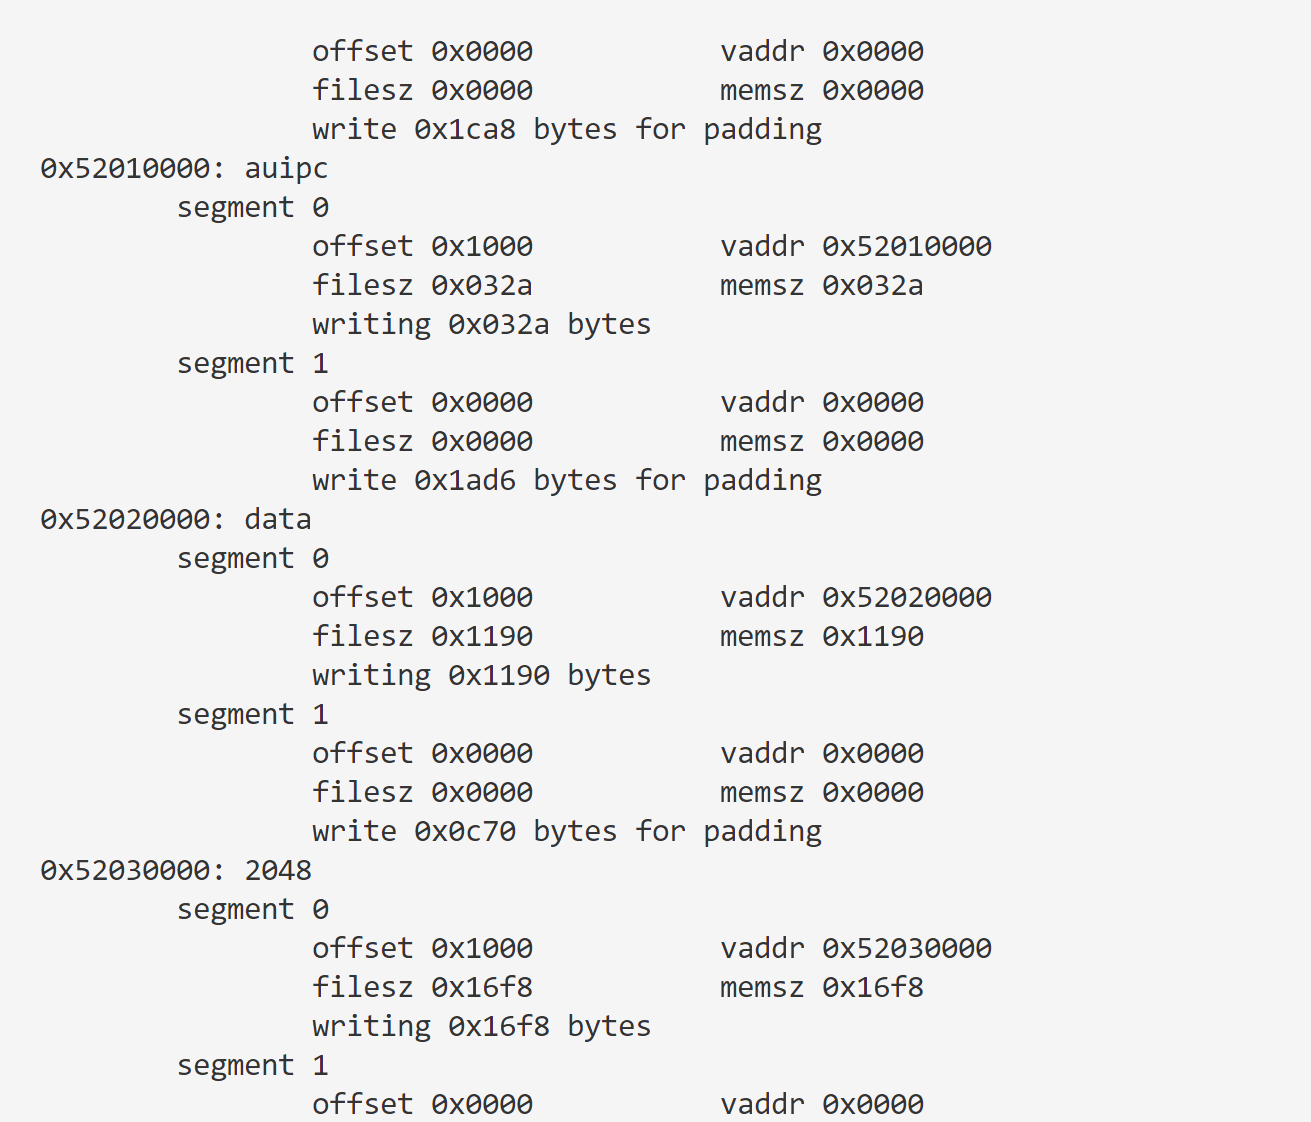 offset 0x0000 vaddr 0x0000
filesz 0x0000 memsz 0x0000
write 0x1ca8 bytes for padding
0x52010000: auipc
segment 0
offset 0x1000 vaddr 0x52010000
filesz 0x032a memsz 0x032a
writing 0x032a bytes
segment 1
offset 0x0000 vaddr 0x0000
filesz 0x0000 memsz 0x0000
write 0x1ad6 bytes for padding
0x52020000: data
segment 0
offset 0x1000 vaddr 0x52020000
filesz 0x1190 memsz 0x1190
writing 0x1190 bytes
segment 1
offset 0x0000 vaddr 0x0000
filesz 0x0000 memsz 0x0000
write 0x0c70 bytes for padding
0x52030000: 2048
segment 0
offset 0x1000 vaddr 0x52030000
filesz 0x16f8 memsz 0x16f8
writing 0x16f8 bytes
segment 1
offset 0x0000 vaddr 0x0000